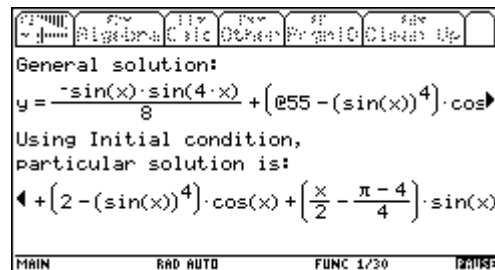 Algebra Calc Other PrgmIO Clean Up
General solution:
y = -sin(x)·sin(4·x)/8 + (@55 - (sin(x))^4)·cos▶
Using Initial condition,
particular solution is:
◀ + (2 - (sin(x))^4)·cos(x) + (x/2 - (π - 4)/4)·sin(x)
MAIN RAD AUTO FUNC 1/30 PAUSE